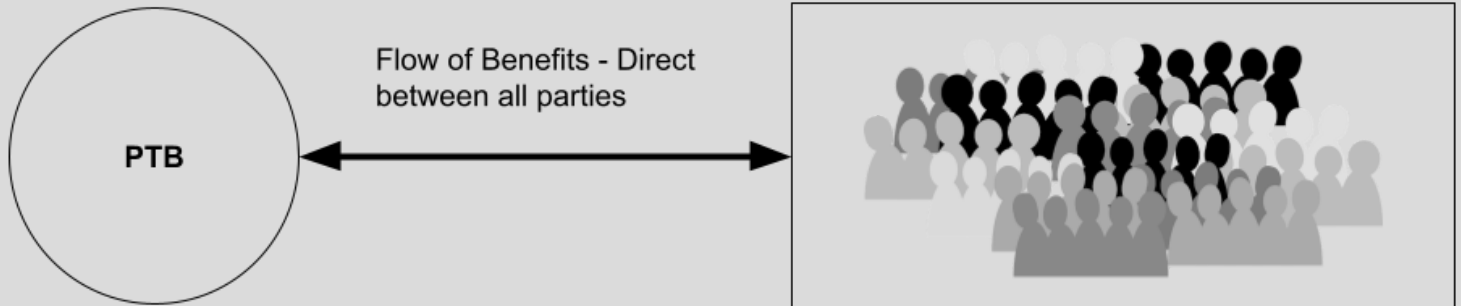 PTB
Flow of Benefits - Direct
between all parties